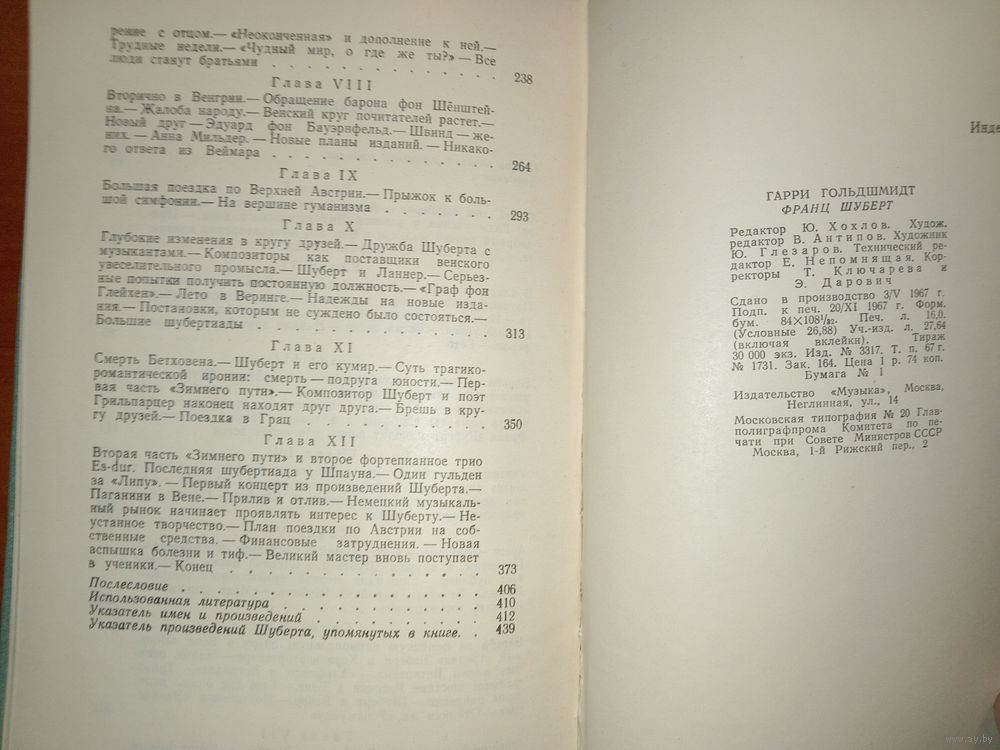 рение с отцом.— «Неоконченная» и дополнение к ней.—
Трудные недели.— «Чудный мир, о где же ты?» — Все
люди станут братьями . . . . . . . . . . . . 238
Глава VIII
Вторично в Венгрии.— Обращение барона фон Шёнштей-
на.— Жалоба народу.— Венский круг почитателей растет.—
Новый друг — Эдуард фон Бауэрнфельд.— Швинд — же-
них. — Анна Мильдер. — Новые планы изданий. — Никако-
го ответа из Веймара . . . . . . . . . . . . 264
Глава IX
Большая поездка по Верхней Австрии.— Прыжок к боль-
шой симфонии.— На вершине гуманизма . . . . . . . 293
Глава X
Глубокие изменения в кругу друзей.— Дружба Шуберта с
музыкантами.— Композиторы как поставщики венского
увеселительного промысла.— Шуберт и Ланнер.— Серьез-
ные попытки получить постоянную должность.— «Граф фон
Глейхен».— Лето в Веринге.— Надежды на новые изда-
ния.— Постановки, которым не суждено было состояться.—
Большие шубертиады . . . . . . . . . . . . 313
Глава XI
Смерть Бетховена.— Шуберт и его кумир.— Суть трагико-
романтической иронии: смерть — подруга юности.— Пер-
вая часть «Зимнего пути».— Композитор Шуберт и поэт
Грильпарцер наконец находят друг друга.— Брешь в кру-
гу друзей.— Поездка в Грац . . . . . . . . . . . 350
Глава XII
Вторая часть «Зимнего пути» и второе фортепианное трио
Es-dur. Последняя шубертиада у Шпауна.— Один гульден
за «Липу». — Первый концерт из произведений Шуберта.—
Паганини в Вене.— Прилив и отлив.— Немецкий музыкаль-
ный рынок начинает проявлять интерес к Шуберту.— Не-
устанное творчество.— План поездки по Австрии на соб-
ственные средства. — Финансовые затруднения. — Новая
вспышка болезни и тиф.— Великий мастер вновь поступает
в ученики.— Конец . . . . . . . . . . . . 373
Послесловие . . . . . . . . . . . . . . 406
Использованная литература . . . . . . . . . . 410
Указатель имен и произведений . . . . . . . . . 412
Указатель произведений Шуберта, упомянутых в книге. . 439
Инде
ГАРРИ ГОЛЬДШМИДТ
ФРАНЦ ШУБЕРТ
Редактор Ю. Хохлов. Худож.
редактор В. Антипов. Художник
Ю. Глезаров. Технический ре-
дактор Е. Непомнящая. Кор-
ректоры Т. Ключарева и
Э. Дарович
Сдано в производство 3/V 1967 г.
Подп. к печ. 20/XI 1967 г. Форм.
бум. 84×108¹/₃₂. Печ. л. 16,0.
(Условные 26,88) Уч.-изд. л. 27,64
(включая вклейки). Тираж
30 000 экз. Изд. № 3317. Т. п. 67 г.
№ 1731. Зак. 164. Цена 1 р. 74 коп.
Бумага № 1
Издательство «Музыка», Москва,
Неглинная, ул., 14
Московская типография № 20 Глав-
полиграфпрома Комитета по пе-
чати при Совете Министров СССР
Москва, 1-й Рижский пер., 2
www.ay.by